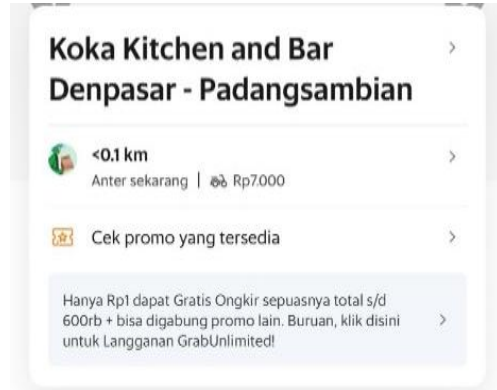 Koka Kitchen and Bar
Denpasar - Padangsambian
<0.1 km
Anter sekarang | Rp7.000
Cek promo yang tersedia
Hanya Rp1 dapat Gratis Ongkir sepuasnya total s/d
600rb + bisa digabung promo lain. Buruan, klik disini
untuk Langganan GrabUnlimited!